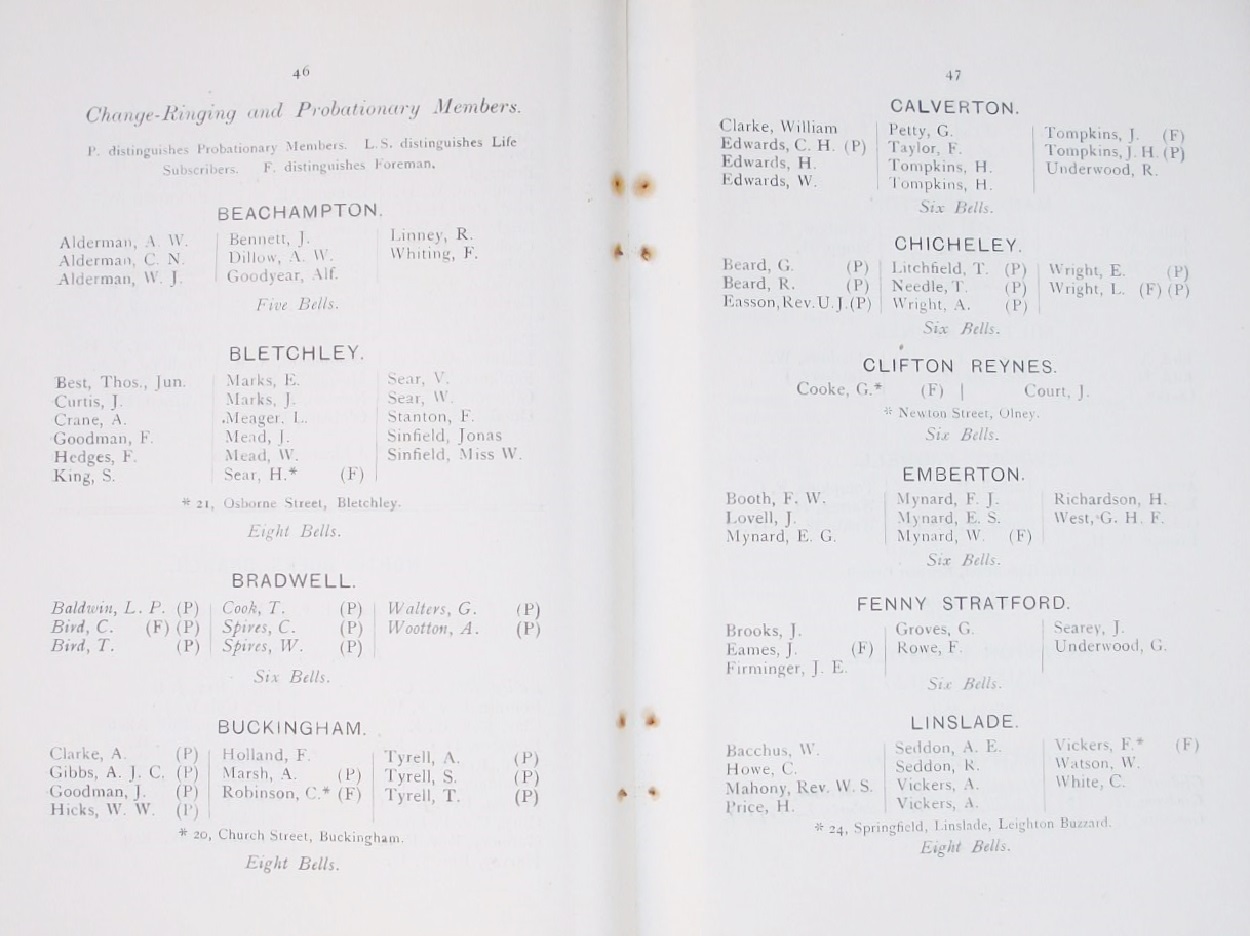 46
Change-Ringing and Probationary Members.
P. distinguishes Probationary Members. L.S. distinguishes Life
Subscribers. F. distinguishes Foreman.
BEACHAMPTON.
Alderman, A. W. Bennett, J. Linney, R.
Alderman, C. N. Dillow, A. W. Whiting, F.
Alderman, W. J. Goodyear, Alf.
Five Bells.
BLETCHLEY.
Best, Thos., Jun. Marks, E. Sear, V.
Curtis, J. Marks, J. Sear, W.
Crane, A. Meager, L. Stanton, F.
Goodman, F. Mead, J. Sinfield, Jonas
Hedges, F. Mead, W. Sinfield, Miss W.
King, S. Sear, H.* (F)
* 21, Osborne Street, Bletchley.
Eight Bells.
BRADWELL.
Baldwin, L. P. (P) Cook, T. (P) Walters, G. (P)
Bird, C. (F) (P) Spires, C. (P) Wootton, A. (P)
Bird, T. (P) Spires, W. (P)
Six Bells.
BUCKINGHAM.
Clarke, A. (P) Holland, F. Tyrell, A. (P)
Gibbs, A. J. C. (P) Marsh, A. (P) Tyrell, S. (P)
Goodman, J. (P) Robinson, C.* (F) Tyrell, T. (P)
Hicks, W. W. (P)
* 20, Church Street, Buckingham.
Eight Bells.
47
CALVERTON.
Clarke, William Petty, G. Tompkins, J. (F)
Edwards, C. H. (P) Taylor, F. Tompkins, J. H. (P)
Edwards, H. Tompkins, H. Underwood, R.
Edwards, W. Tompkins, H.
Six Bells.
CHICHELEY.
Beard, G. (P) Litchfield, T. (P) Wright, E. (P)
Beard, R. (P) Needle, T. (P) Wright, L. (F) (P)
Easson, Rev. U. J. (P) Wright, A. (P)
Six Bells.
CLIFTON REYNES.
Cooke, G.* (F) | Court, J.
* Newton Street, Olney.
Six Bells.
EMBERTON.
Booth, F. W. Mynard, F. J. Richardson, H.
Lovell, J. Mynard, E. S. West, G. H. F.
Mynard, E. G. Mynard, W. (F)
Six Bells.
FENNY STRATFORD.
Brooks, J. Groves, G. Searey, J.
Eames, J. (F) Rowe, F. Underwood, G.
Firminger, J. E.
Six Bells.
LINSLADE.
Bacchus, W. Seddon, A. E. Vickers, F.* (F)
Howe, C. Seddon, R. Watson, W.
Mahony, Rev. W. S. Vickers, A. White, C.
Price, H. Vickers, A.
* 24, Springfield, Linslade, Leighton Buzzard.
Eight Bells.